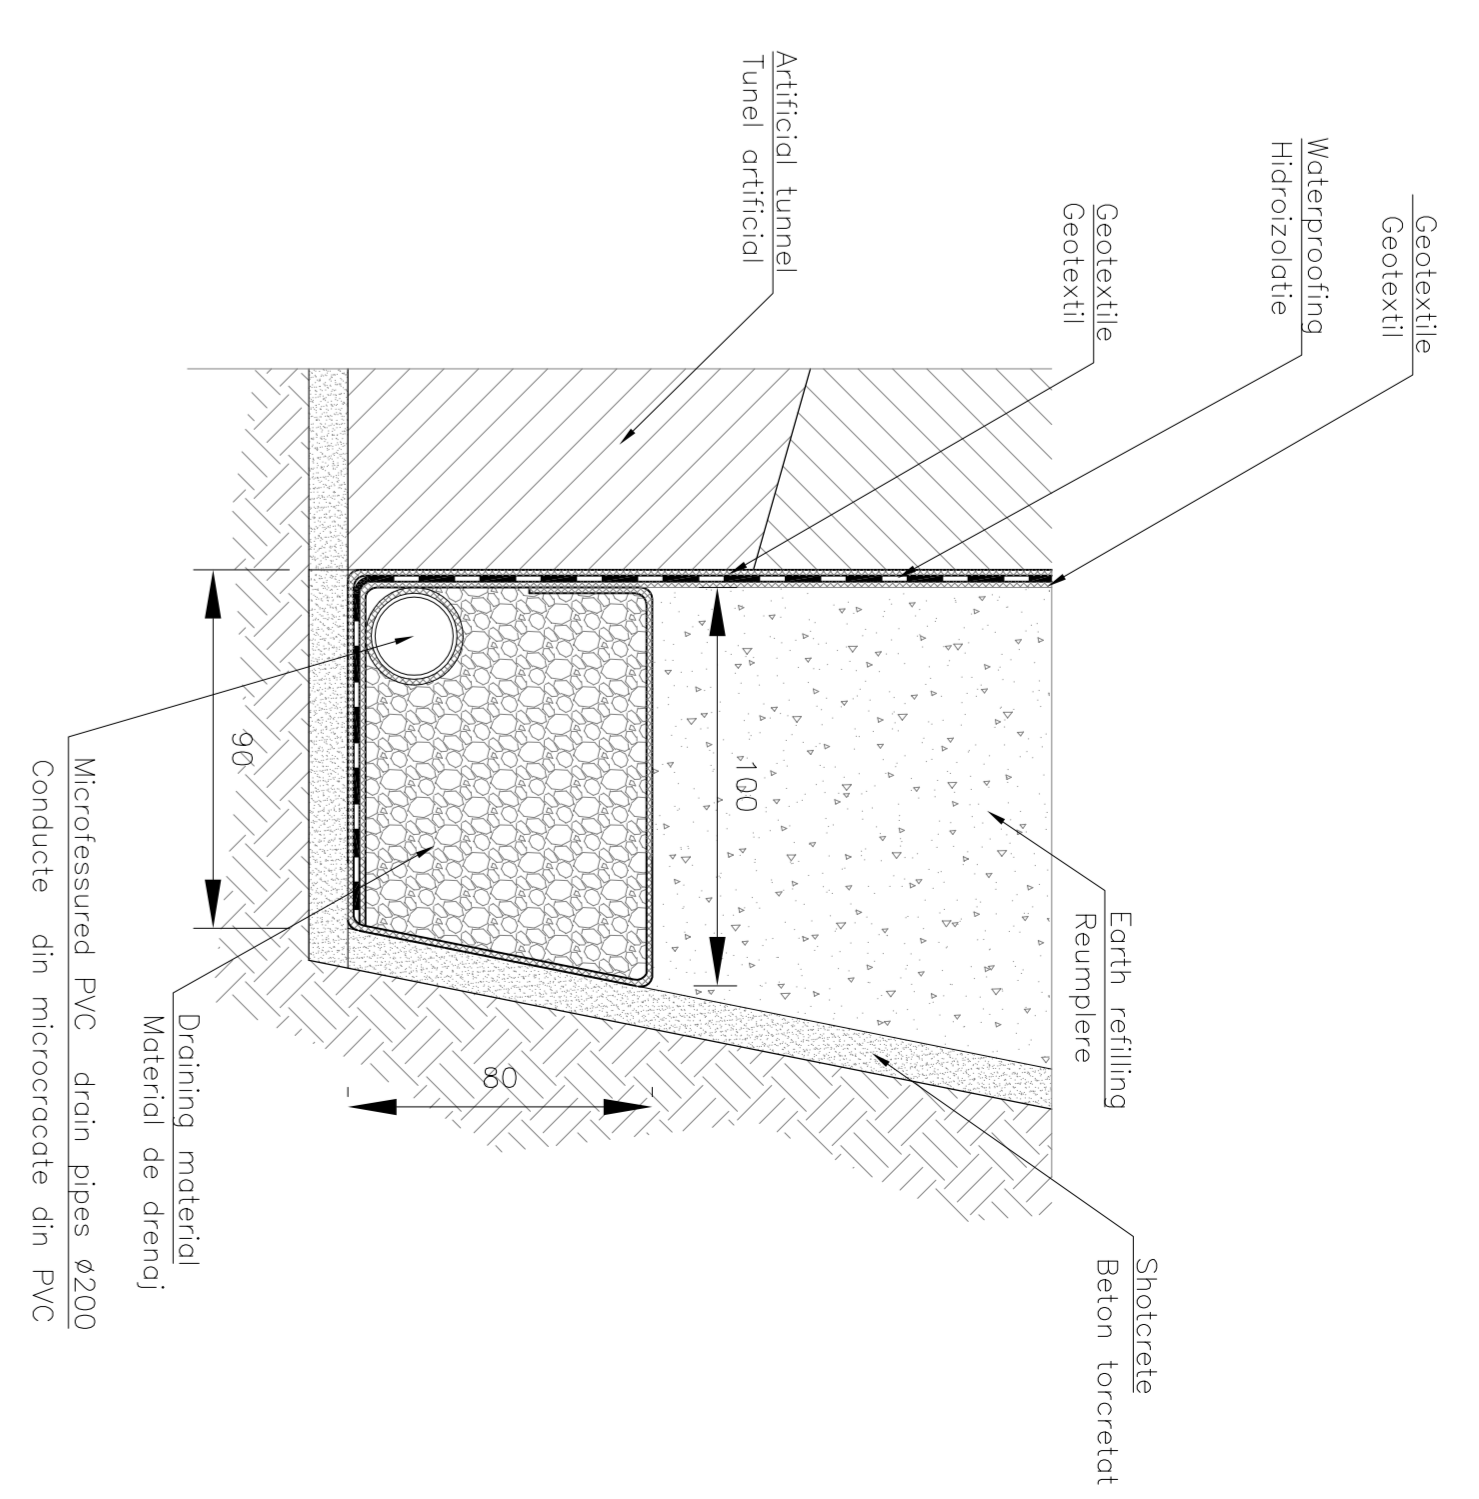 Geotextile
Geotextil
Waterproofing
Hidroizolatie
Geotextile
Geotextil
Artificial tunnel
Tunel artificial
Earth refilling
Reumplere
Shotcrete
Beton torcretat
100
80
90
Draining material
Material de drenaj
Microfessured PVC drain pipes Ø200
Conducte din microcracate din PVC